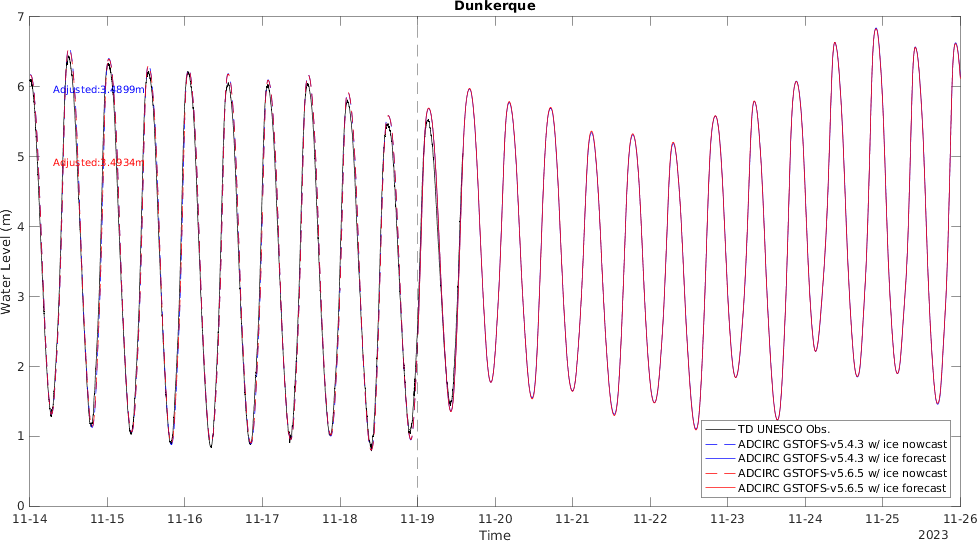 Dunkerque
7
6
5
4
3
2
1
0
Water Level (m)
Adjusted:3.4899m
Adjusted:3.4934m
TD UNESCO Obs.
ADCIRC GSTOFS-v5.4.3 w/ ice nowcast
ADCIRC GSTOFS-v5.4.3 w/ ice forecast
ADCIRC GSTOFS-v5.6.5 w/ ice nowcast
ADCIRC GSTOFS-v5.6.5 w/ ice forecast
11-14 11-15 11-16 11-17 11-18 11-19 11-20 11-21 11-22 11-23 11-24 11-25 11-26
Time
2023